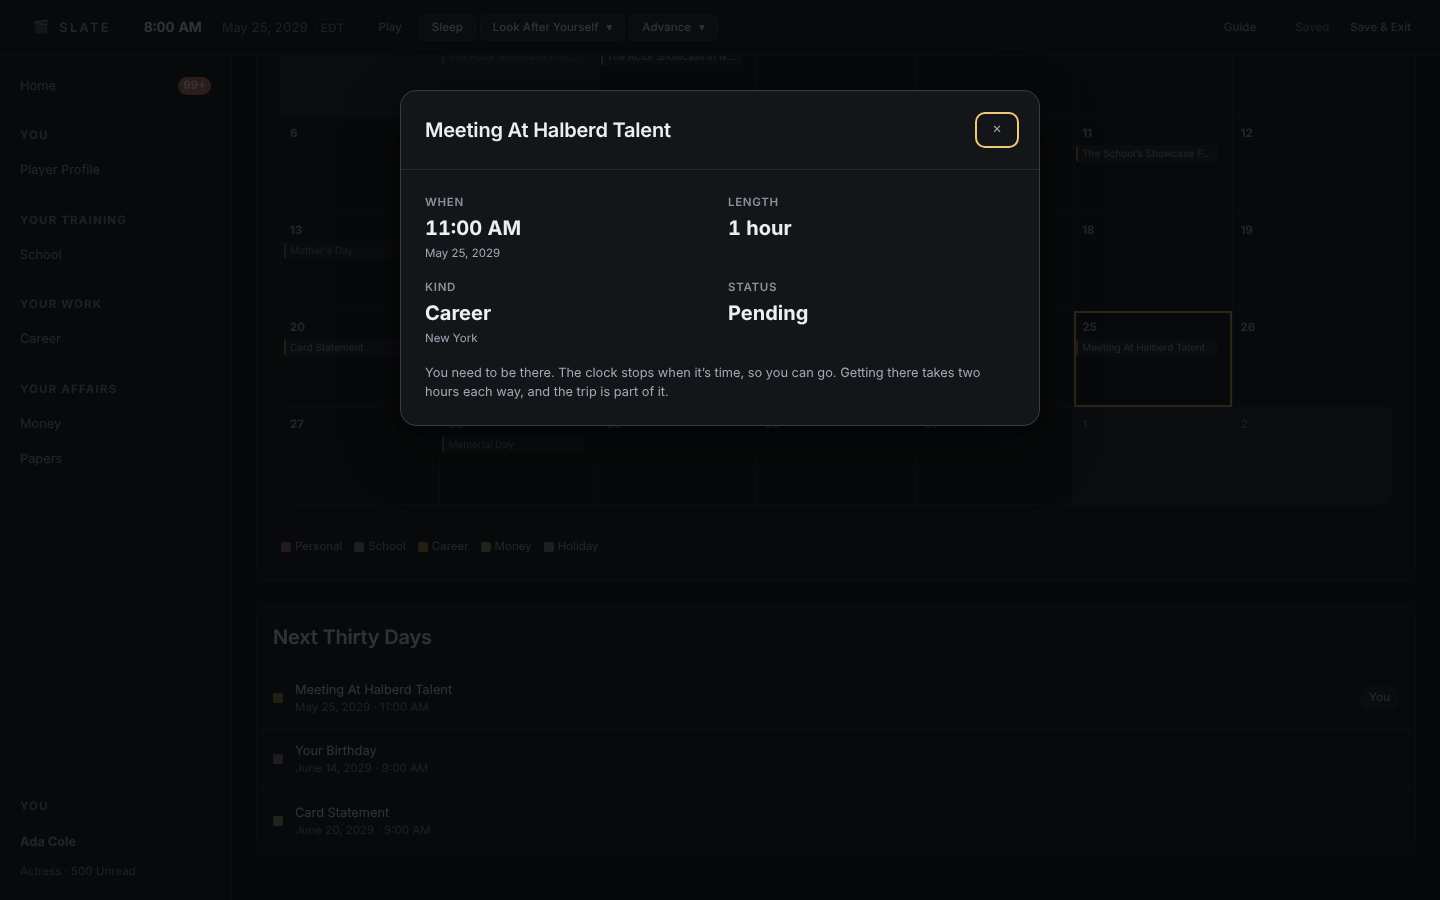 SLATE
8:00 AM May 25, 2029 EDT
Play
Sleep
Look After Yourself ▾
Advance ▾
Guide
Saved
Save & Exit
Home 99+
YOU
Player Profile
YOUR TRAINING
School
YOUR WORK
Career
YOUR AFFAIRS
Money
Papers
YOU
Ada Cole
Actress · 500 Unread
Meeting At Halberd Talent
×
WHEN
11:00 AM
May 25, 2029
LENGTH
1 hour
KIND
Career
New York
STATUS
Pending
You need to be there. The clock stops when it's time, so you can go. Getting there takes two
hours each way, and the trip is part of it.
6
11
The School's Showcase F...
12
13
Mother's Day
18
19
20
Card Statement
25
Meeting At Halberd Talent
26
27
Memorial Day
1
2
Personal
School
Career
Money
Holiday
Next Thirty Days
Meeting At Halberd Talent
May 25, 2029 · 11:00 AM
You
Your Birthday
June 14, 2029 · 9:00 AM
Card Statement
June 20, 2029 · 9:00 AM